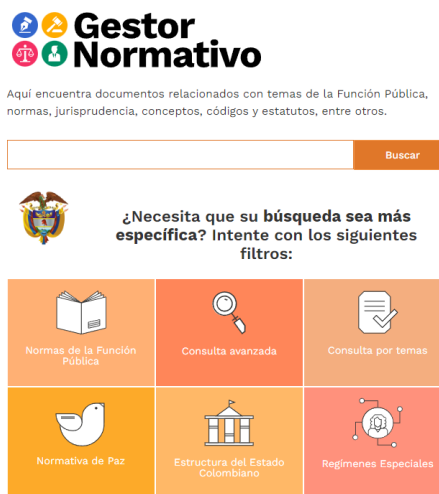 Gestor
Normativo
Aquí encuentra documentos relacionados con temas de la Función Pública,
normas, jurisprudencia, conceptos, códigos y estatutos, entre otros.
Buscar
¿Necesita que su búsqueda sea más
específica? Intente con los siguientes
filtros:
Normas de la Función
Pública
Consulta avanzada
Consulta por temas
Normativa de Paz
Estructura del Estado
Colombiano
Regimenes Especiales